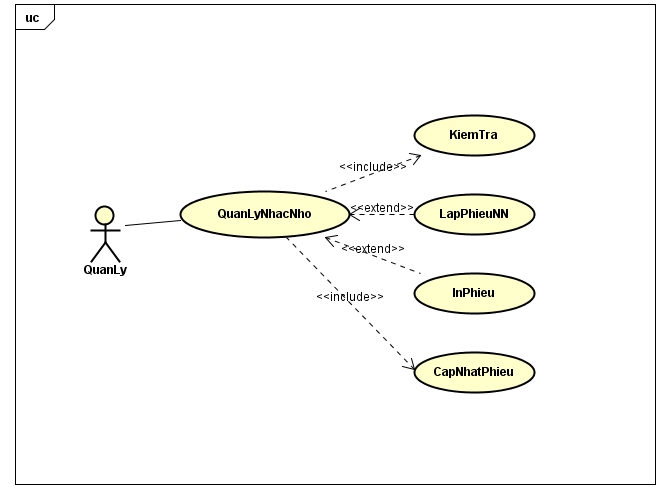 uc
KiemTra
<<include>>
QuanLyNhacNho
<<extend>>
LapPhieuNN
<<extend>>
QuanLy
InPhieu
<<include>>
CapNhatPhieu